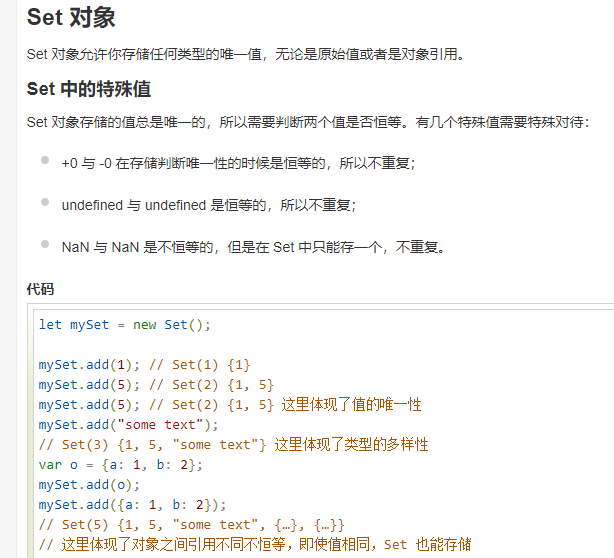 Set 对象
Set 对象允许你存储任何类型的唯一值，无论是原始值或者是对象引用。
Set 中的特殊值
Set 对象存储的值总是唯一的，所以需要判断两个值是否恒等。有几个特殊值需要特殊对待：
+0 与 -0 在存储判断唯一性的时候是恒等的，所以不重复；
undefined 与 undefined 是恒等的，所以不重复；
NaN 与 NaN 是不恒等的，但是在 Set 中只能存一个，不重复。
代码
let mySet = new Set();
mySet.add(1); // Set(1) {1}
mySet.add(5); // Set(2) {1, 5}
mySet.add(5); // Set(2) {1, 5} 这里体现了值的唯一性
mySet.add("some text");
// Set(3) {1, 5, "some text"} 这里体现了类型的多样性
var o = {a: 1, b: 2};
mySet.add(o);
mySet.add({a: 1, b: 2});
// Set(5) {1, 5, "some text", {…}, {…}}
// 这里体现了对象之间引用不同不恒等，即使值相同，Set 也能存储